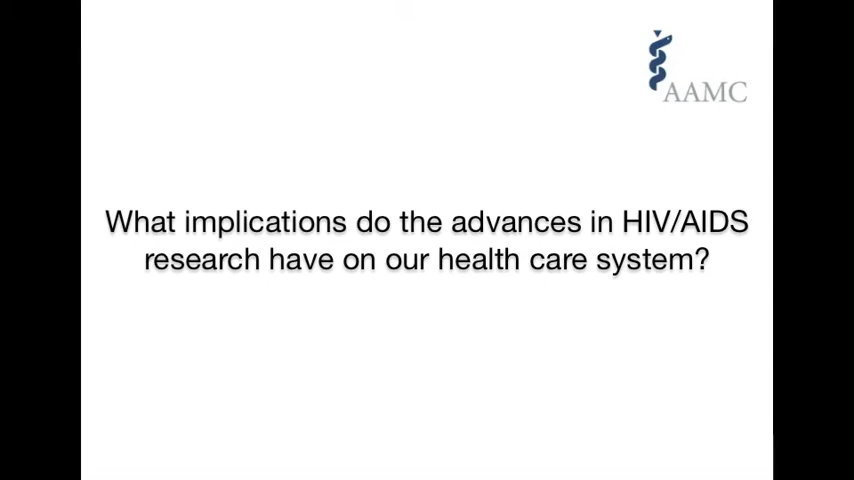 AAMC
What implications do the advances in HIV/AIDS
research have on our health care system?